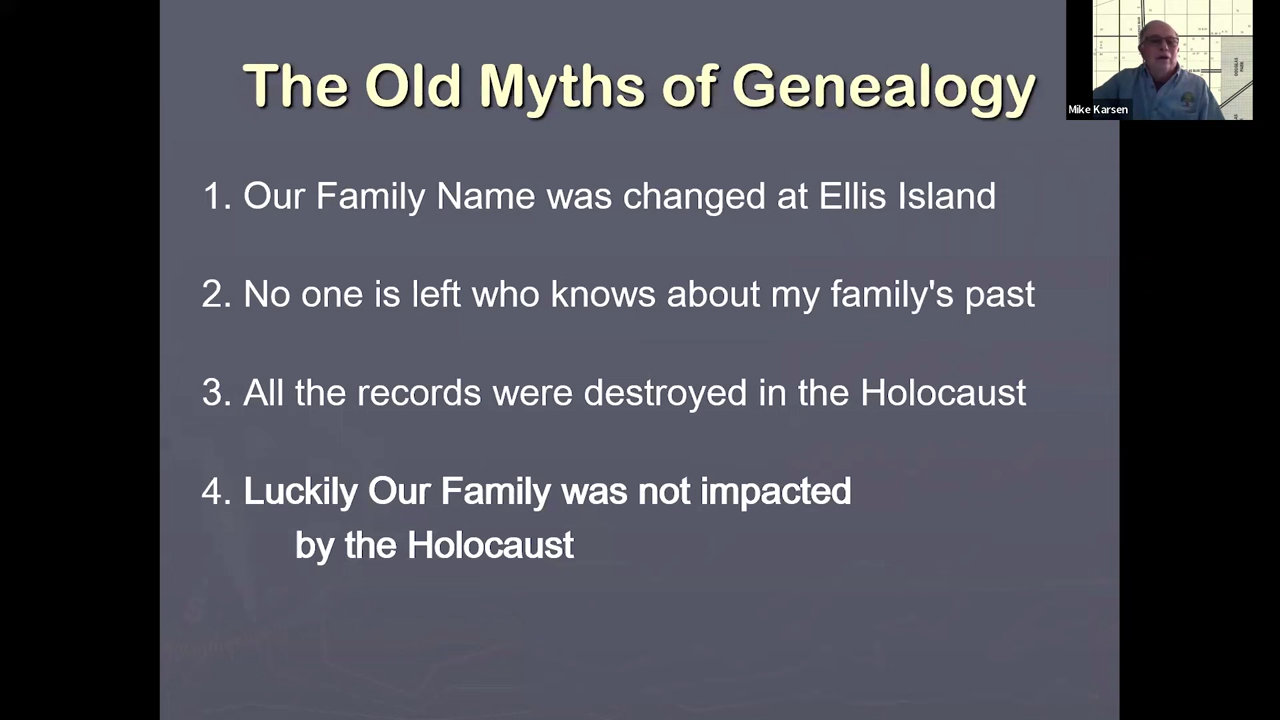 The Old Myths of Genealogy
Mike Karsen
1. Our Family Name was changed at Ellis Island
2. No one is left who knows about my family's past
3. All the records were destroyed in the Holocaust
4. Luckily Our Family was not impacted
by the Holocaust